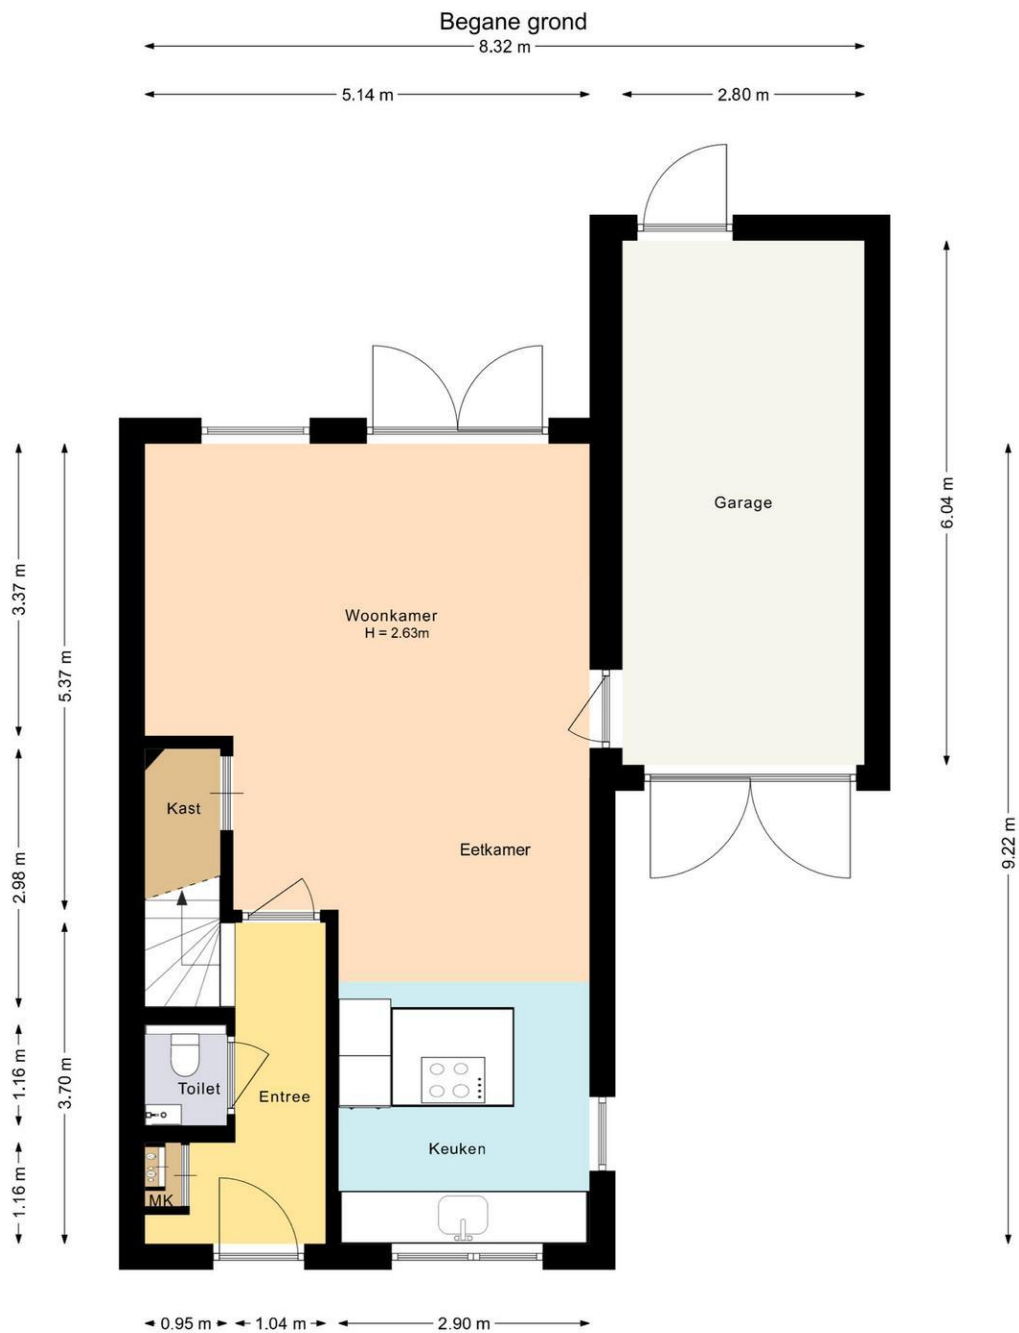 Begane grond
8.32 m
5.14 m
2.80 m
Garage
6.04 m
3.37 m
Woonkamer
H = 2.63m
5.37 m
Kast
Eetkamer
9.22 m
2.98 m
1.16 m
Toilet
3.70 m
Entree
Keuken
1.16 m
MK
0.95 m
1.04 m
2.90 m